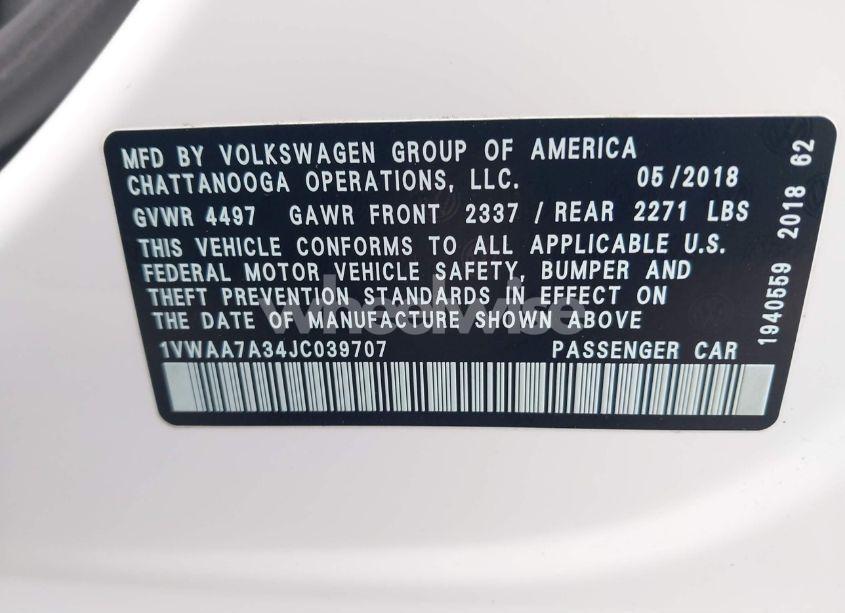 MFD BY VOLKSWAGEN GROUP OF AMERICA
CHATTANOOGA OPERATIONS, LLC. 05/2018
GVWR 4497 GAWR FRONT 2337 / REAR 2271 LBS
THIS VEHICLE CONFORMS TO ALL APPLICABLE U.S.
FEDERAL MOTOR VEHICLE SAFETY, BUMPER AND
THEFT PREVENTION STANDARDS IN EFFECT ON
THE DATE OF MANUFACTURE SHOWN ABOVE
1VWAA7A34JC039707 PASSENGER CAR
1940559 2018 62
wheelwise